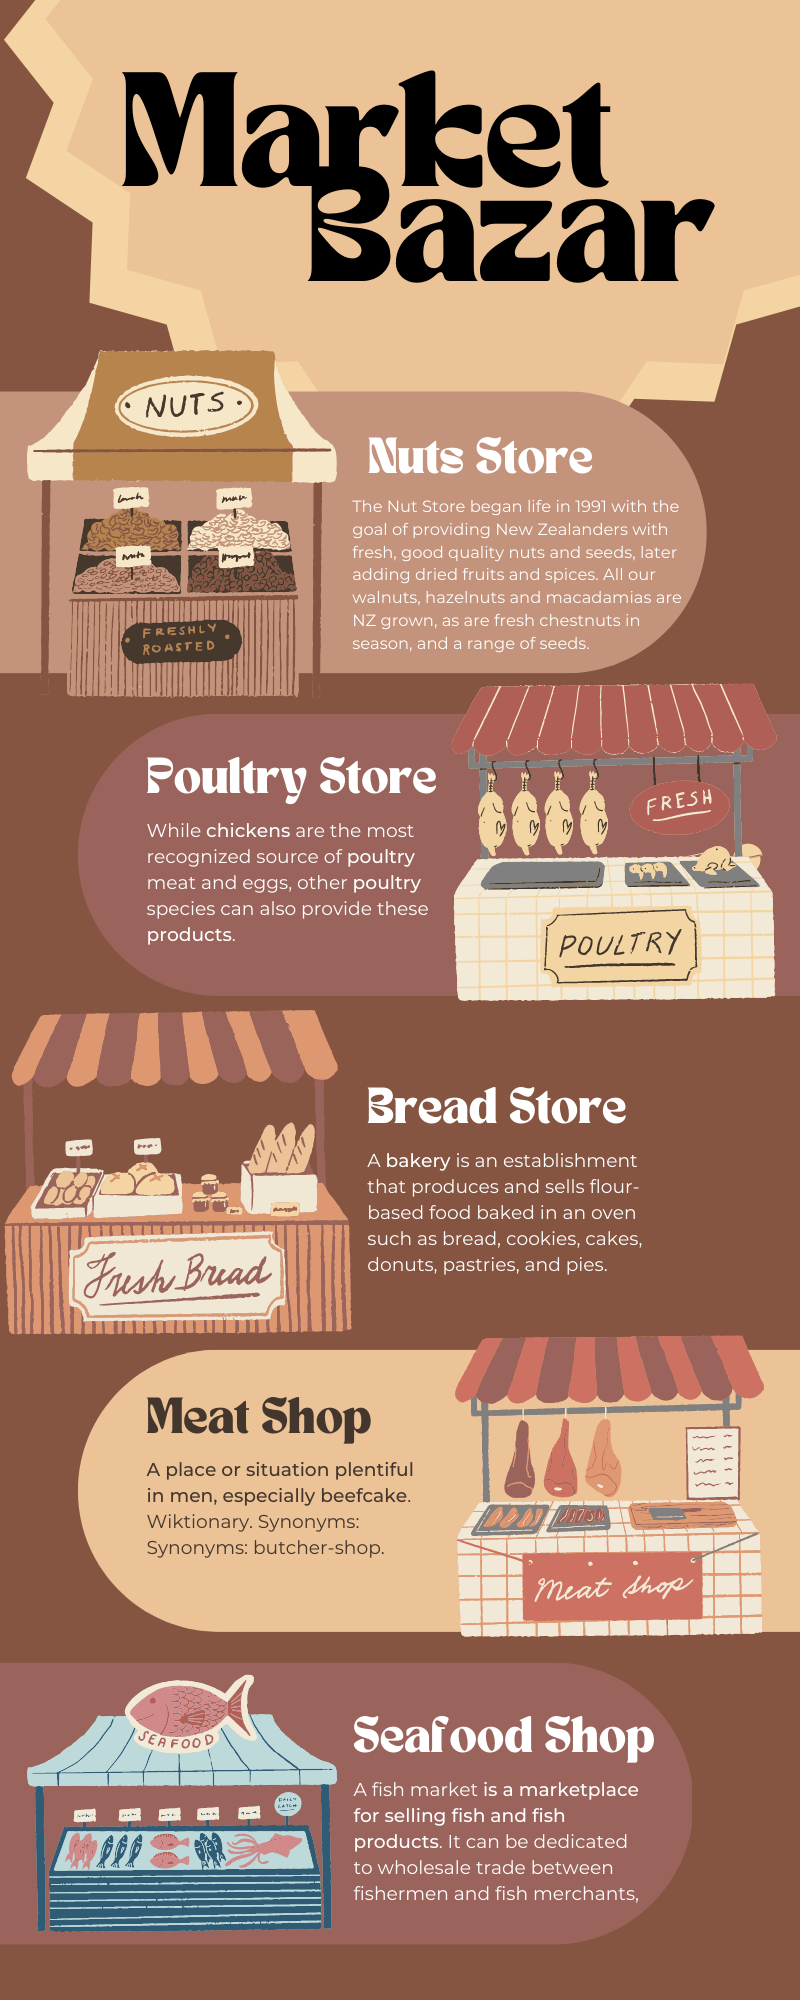 Market
Bazar
NUTS
FRESHLY
ROASTED
Nuts Store
The Nut Store began life in 1991 with the
goal of providing New Zealanders with
fresh, good quality nuts and seeds, later
adding dried fruits and spices. All our
walnuts, hazelnuts and macadamias are
NZ grown, as are fresh chestnuts in
season, and a range of seeds.
Poultry Store
While chickens are the most
recognized source of poultry
meat and eggs, other poultry
species can also provide these
products.
FRESH
POULTRY
Fresh Bread
Bread Store
A bakery is an establishment
that produces and sells flour-
based food baked in an oven
such as bread, cookies, cakes,
donuts, pastries, and pies.
Meat Shop
A place or situation plentiful
in men, especially beefcake.
Wiktionary. Synonyms:
Synonyms: butcher-shop.
Meat Shop
SEAFOOD
DAILY
CATCH
Seafood Shop
A fish market is a marketplace
for selling fish and fish
products. It can be dedicated
to wholesale trade between
fishermen and fish merchants,